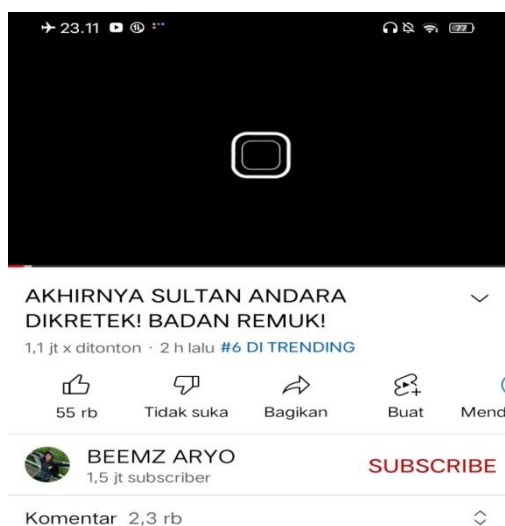 23.11
77
AKHIRNYA SULTAN ANDARA
DIKRETEK! BADAN REMUK!
1,1 jt x ditonton · 2 h lalu #6 DI TRENDING
55 rb Tidak suka Bagikan Buat Mend
BEEMZ ARYO
1,5 jt subscriber
SUBSCRIBE
Komentar 2,3 rb